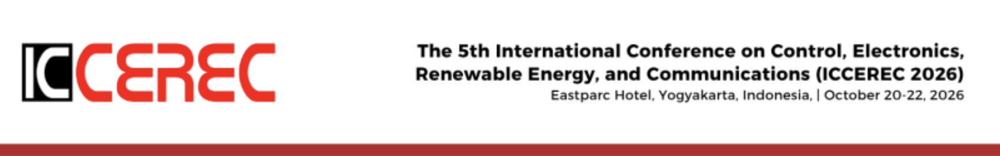 ICCEREC
The 5th International Conference on Control, Electronics,
Renewable Energy, and Communications (ICCEREC 2026)
Eastparc Hotel, Yogyakarta, Indonesia, | October 20-22, 2026